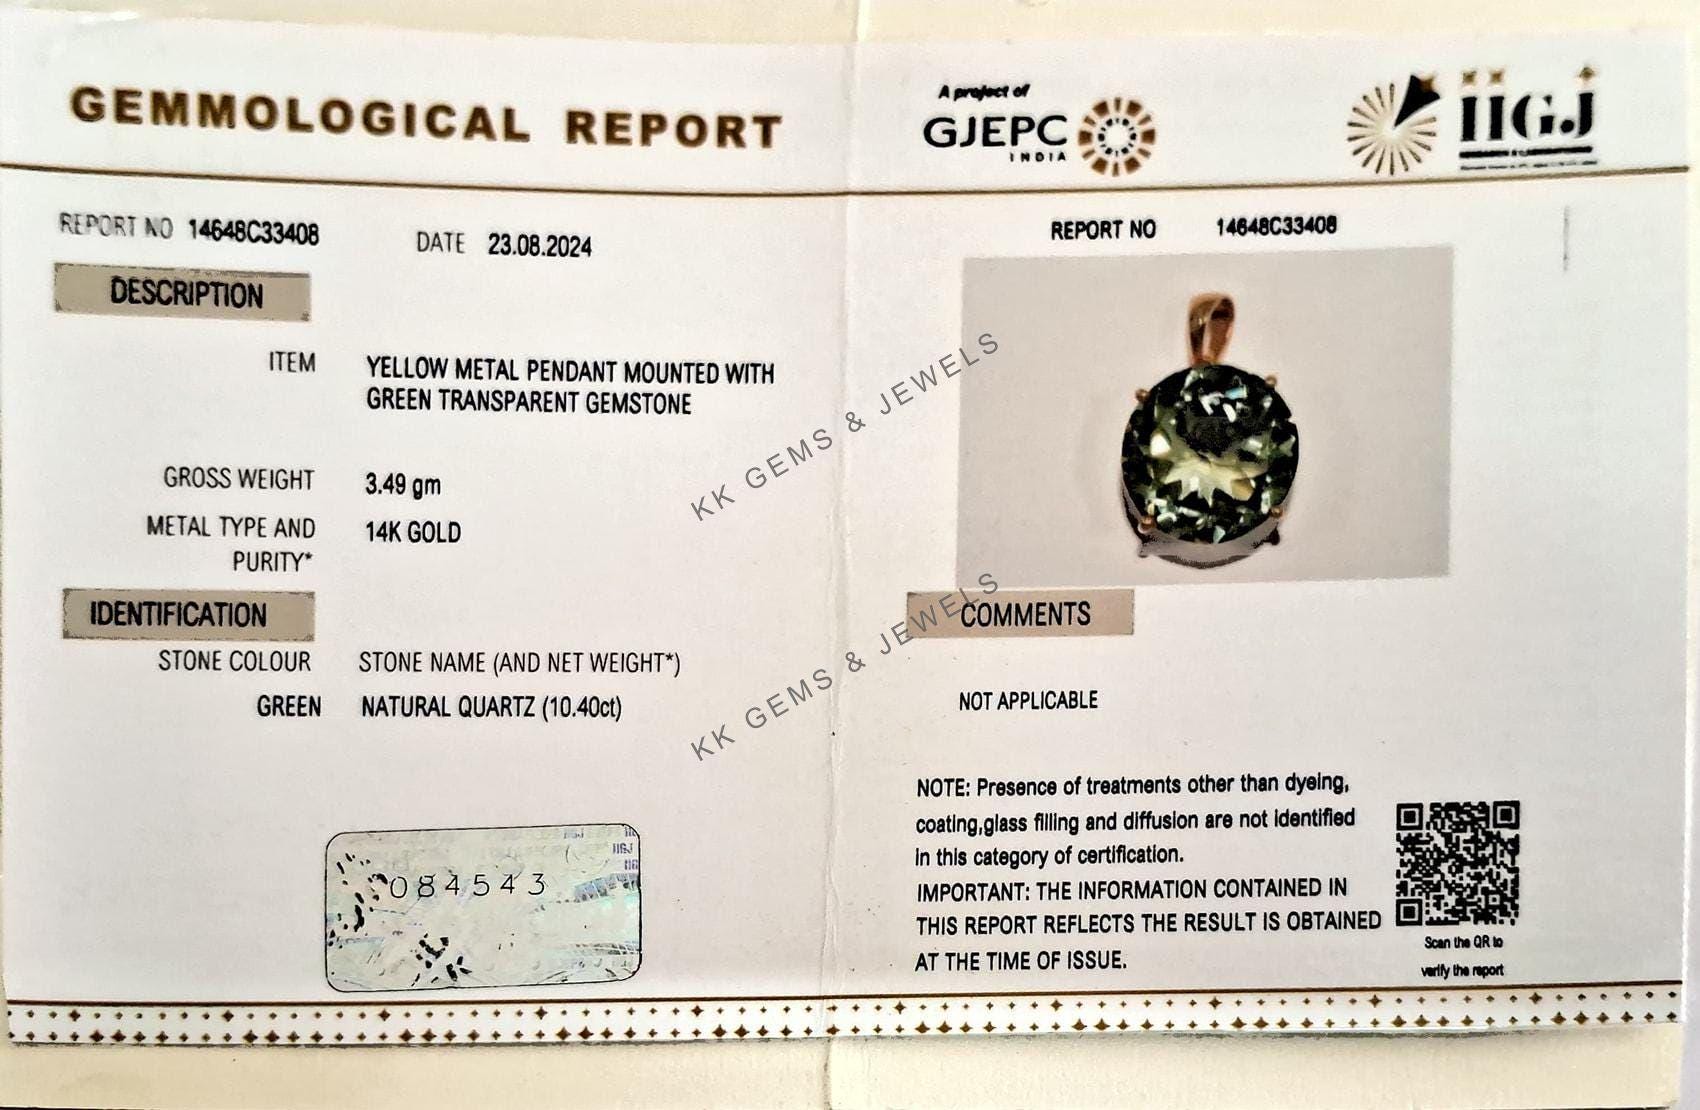 GEMMOLOGICAL REPORT
A project of
GJEPC
INDIA
IIGJ
REPORT NO 14648C33408
DATE 23.08.2024
DESCRIPTION
ITEM YELLOW METAL PENDANT MOUNTED WITH
GREEN TRANSPARENT GEMSTONE
GROSS WEIGHT 3.49 gm
METAL TYPE AND 14K GOLD
PURITY*
IDENTIFICATION
STONE COLOUR STONE NAME (AND NET WEIGHT*)
GREEN NATURAL QUARTZ (10.40ct)
084543
IIGJ
KK GEMS & JEWELS
KK GEMS & JEWELS
REPORT NO 14648C33408
COMMENTS
NOT APPLICABLE
NOTE: Presence of treatments other than dyeing,
coating,glass filling and diffusion are not identified
in this category of certification.
IMPORTANT: THE INFORMATION CONTAINED IN
THIS REPORT REFLECTS THE RESULT IS OBTAINED
AT THE TIME OF ISSUE.
Scan the QR to
verify the report